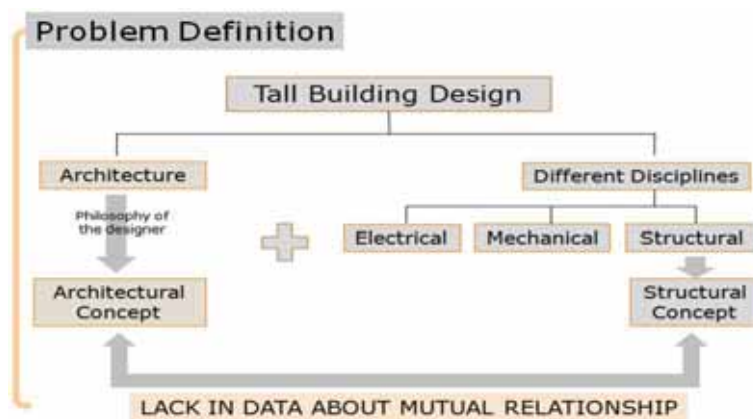 Problem Definition
Tall Building Design
Architecture
Different Disciplines
Philosophy of
the designer
Electrical
Mechanical
Structural
Architectural
Concept
Structural
Concept
LACK IN DATA ABOUT MUTUAL RELATIONSHIP